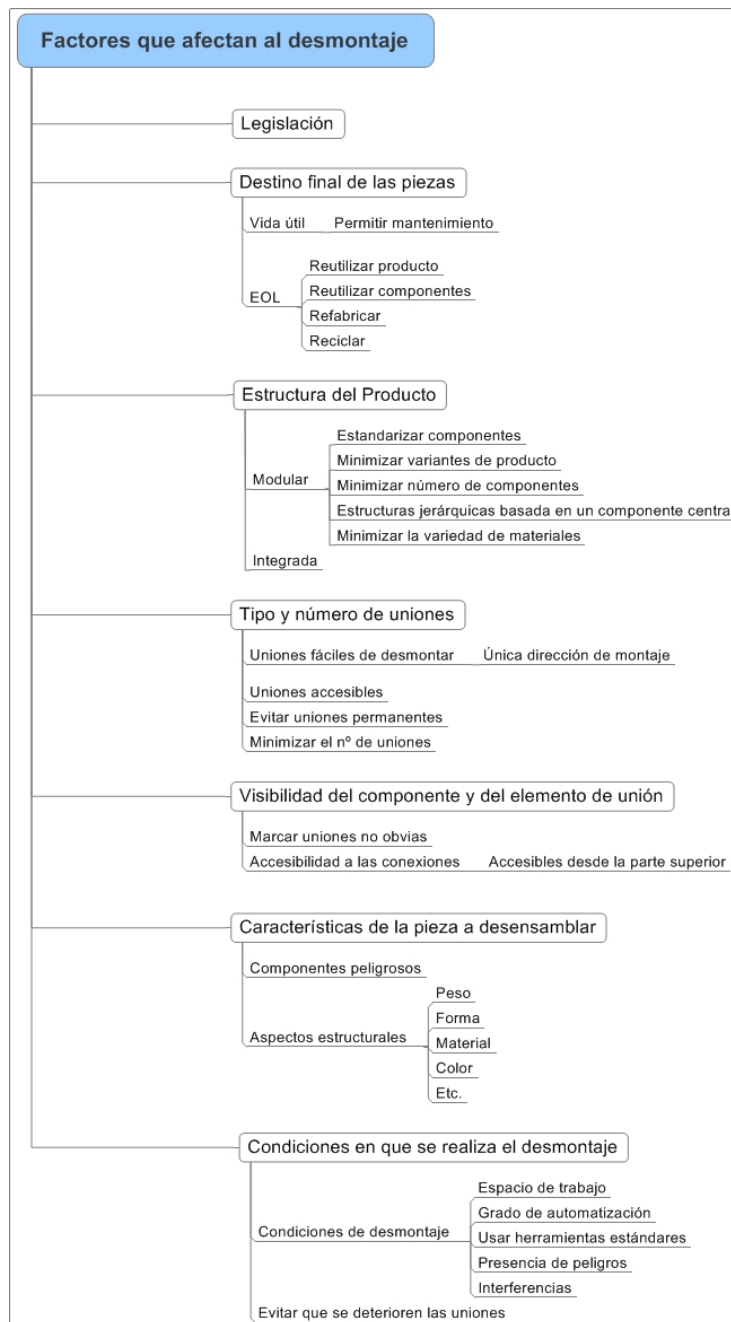 Factores que afectan al desmontaje
Legislación
Destino final de las piezas
Vida útil
Permitir mantenimiento
EOL
Reutilizar producto
Reutilizar componentes
Refabricar
Reciclar
Estructura del Producto
Modular
Estandarizar componentes
Minimizar variantes de producto
Minimizar número de componentes
Estructuras jerárquicas basada en un componente centra
Minimizar la variedad de materiales
Integrada
Tipo y número de uniones
Uniones fáciles de desmontar
Única dirección de montaje
Uniones accesibles
Evitar uniones permanentes
Minimizar el nº de uniones
Visibilidad del componente y del elemento de unión
Marcar uniones no obvias
Accesibilidad a las conexiones
Accesibles desde la parte superior
Características de la pieza a desensamblar
Componentes peligrosos
Aspectos estructurales
Peso
Forma
Material
Color
Etc.
Condiciones en que se realiza el desmontaje
Condiciones de desmontaje
Espacio de trabajo
Grado de automatización
Usar herramientas estándares
Presencia de peligros
Interferencias
Evitar que se deterioren las uniones